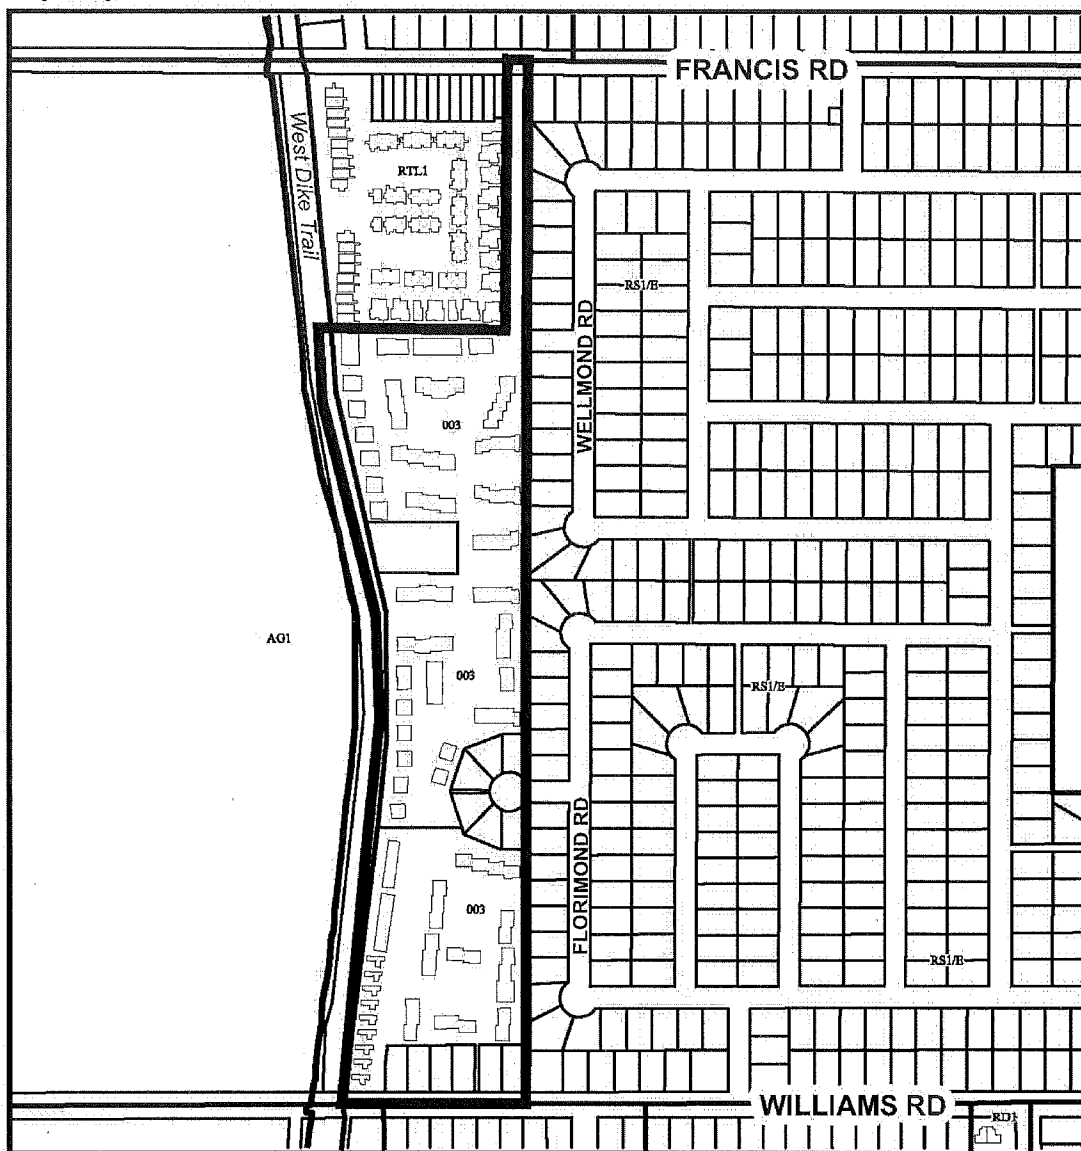 FRANCIS RD
West Dike Trail
RTL1
RS1/E
WELLMOND RD
003
AG1
003
RS1/E
FLORIMOND RD
003
RS1/E
WILLIAMS RD
RD1